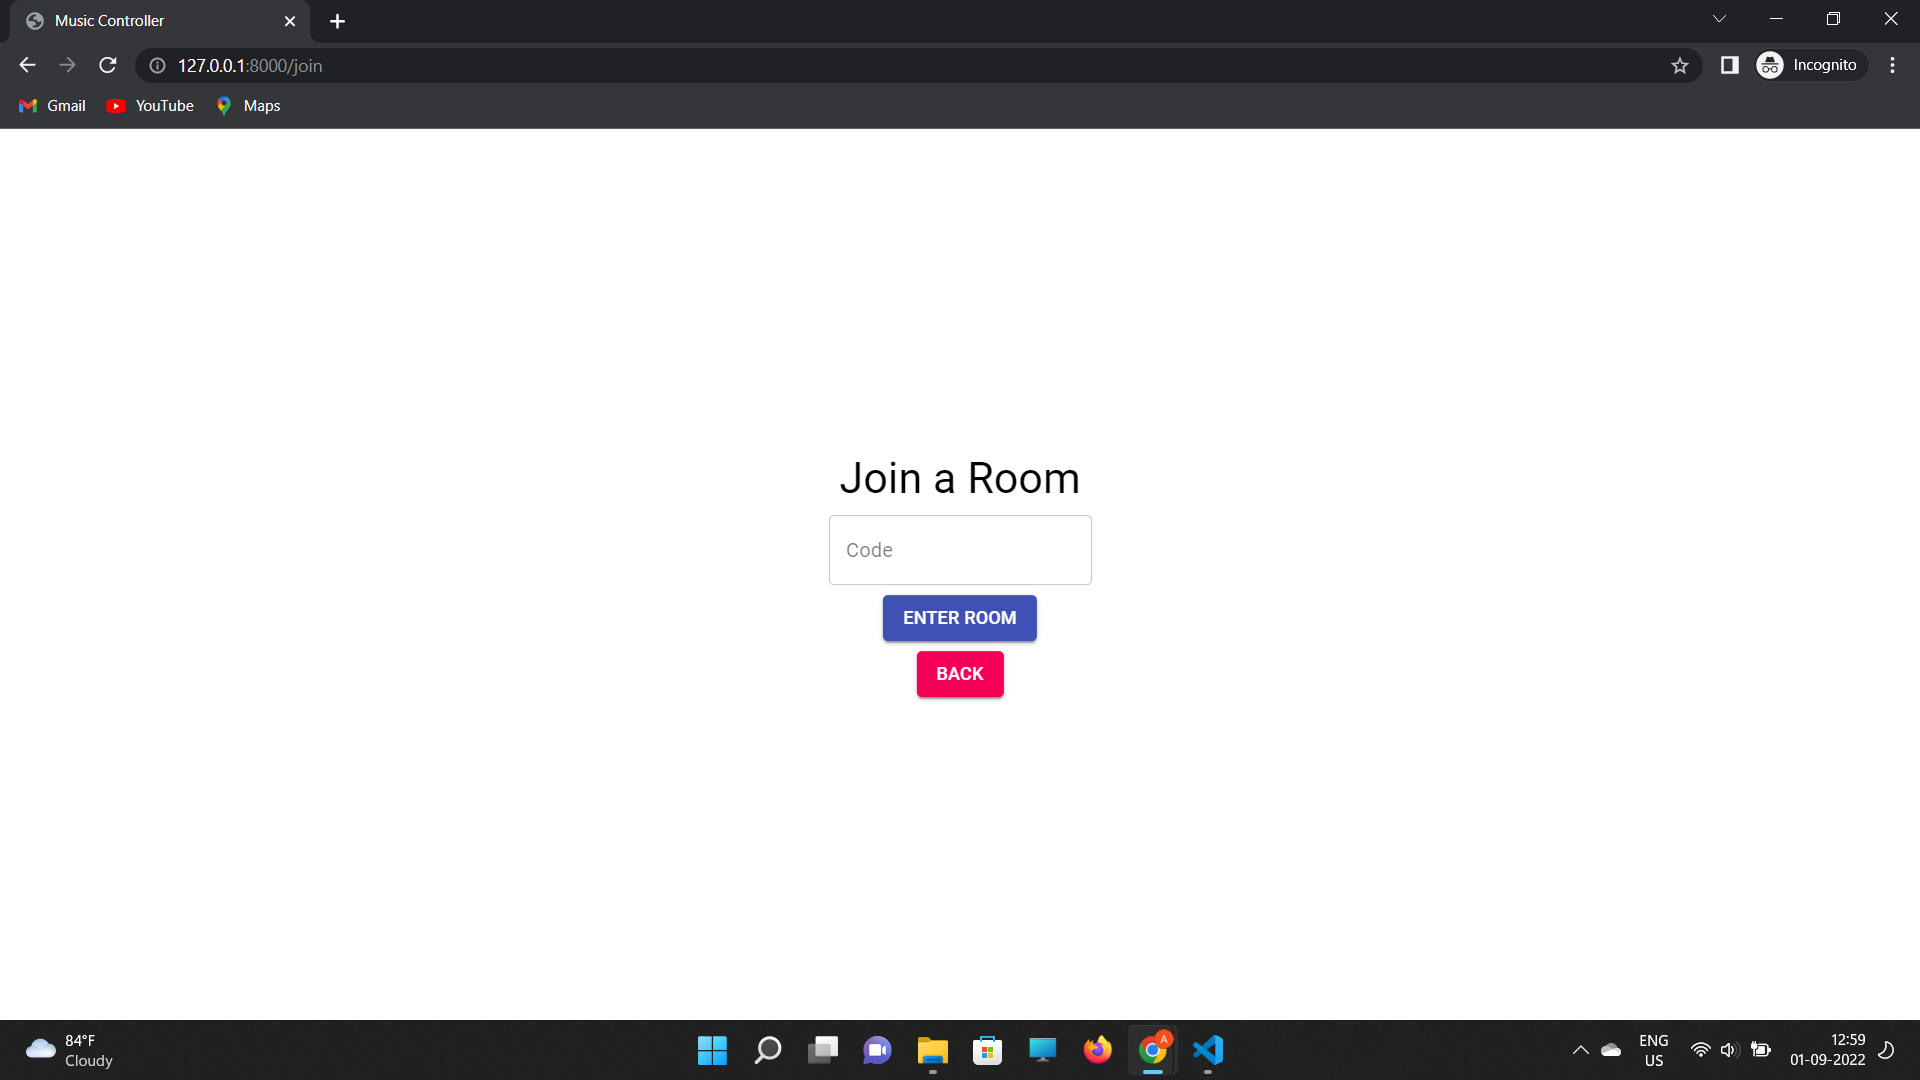 Music Controller
127.0.0.1:8000/join
Incognito
Gmail YouTube Maps
Join a Room
Code
ENTER ROOM
BACK
84°F
Cloudy
A
ENG
US
12:59
01-09-2022